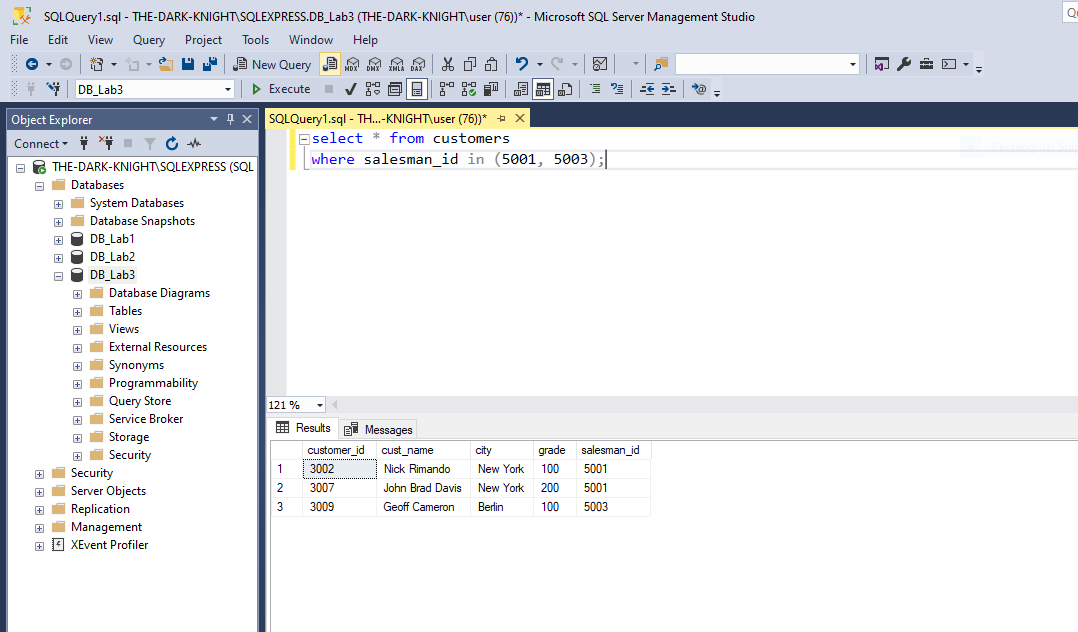 SQLQuery1.sql - THE-DARK-KNIGHT\SQLEXPRESS.DB_Lab3 (THE-DARK-KNIGHT\user (76))* - Microsoft SQL Server Management Studio
File Edit View Query Project Tools Window Help
New Query MDX DMX XMLA DAX
DB_Lab3 Execute
Object Explorer
Connect
THE-DARK-KNIGHT\SQLEXPRESS (SQL
Databases
System Databases
Database Snapshots
DB_Lab1
DB_Lab2
DB_Lab3
Database Diagrams
Tables
Views
External Resources
Synonyms
Programmability
Query Store
Service Broker
Storage
Security
Security
Server Objects
Replication
Management
XEvent Profiler
SQLQuery1.sql - TH...-KNIGHT\user (76))*
select * from customers
where salesman_id in (5001, 5003);
121 %
Results Messages
customer_id cust_name city grade salesman_id
1 3002 Nick Rimando New York 100 5001
2 3007 John Brad Davis New York 200 5001
3 3009 Geoff Cameron Berlin 100 5003